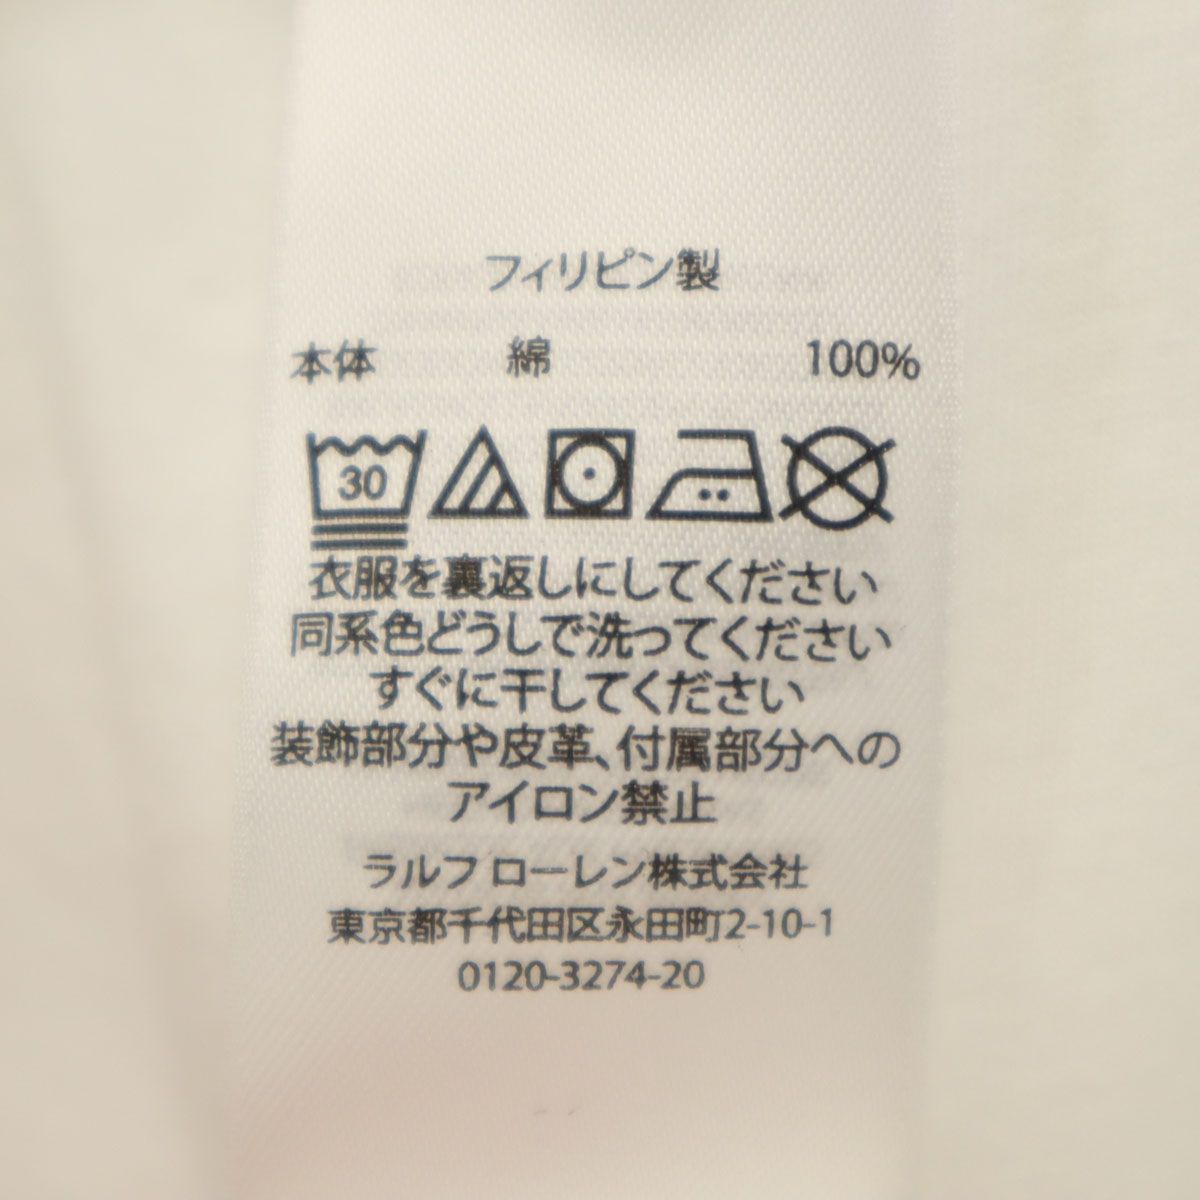 フィリピン製
本体 綿 100%
30
衣服を裏返しにしてください
同系色どうしで洗ってください
すぐに干してください
装飾部分や皮革、付属部分への
アイロン禁止
ラルフ ローレン株式会社
東京都千代田区永田町2-10-1
0120-3274-20